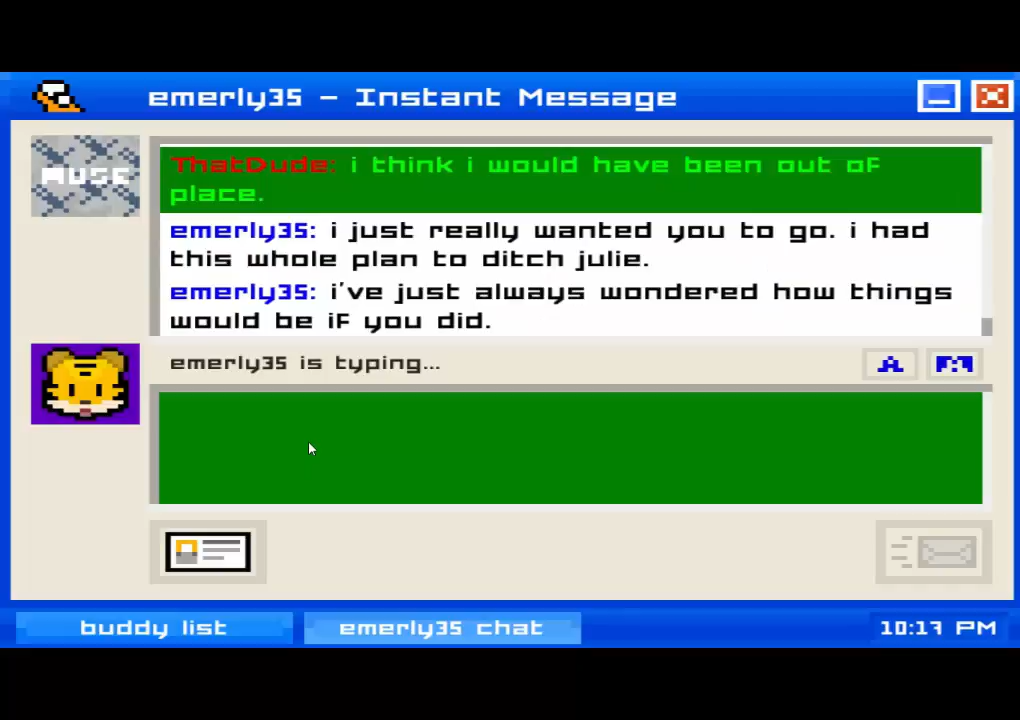 emerly35 - Instant Message
MUSE
ThatDude: i think i would have been out of
place.
emerly35: i just really wanted you to go. i had
this whole plan to ditch julie.
emerly35: i've just always wondered how things
would be if you did.
emerly35 is typing...
A
buddy list
emerly35 chat
10:17 PM